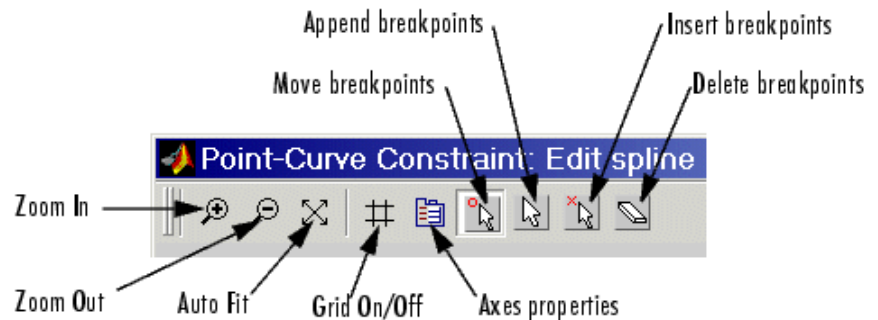 Append breakpoints
Insert breakpoints
Move breakpoints
Delete breakpoints
Point-Curve Constraint: Edit spline
Zoom In
Zoom Out
Auto Fit
Grid On/Off
Axes properties